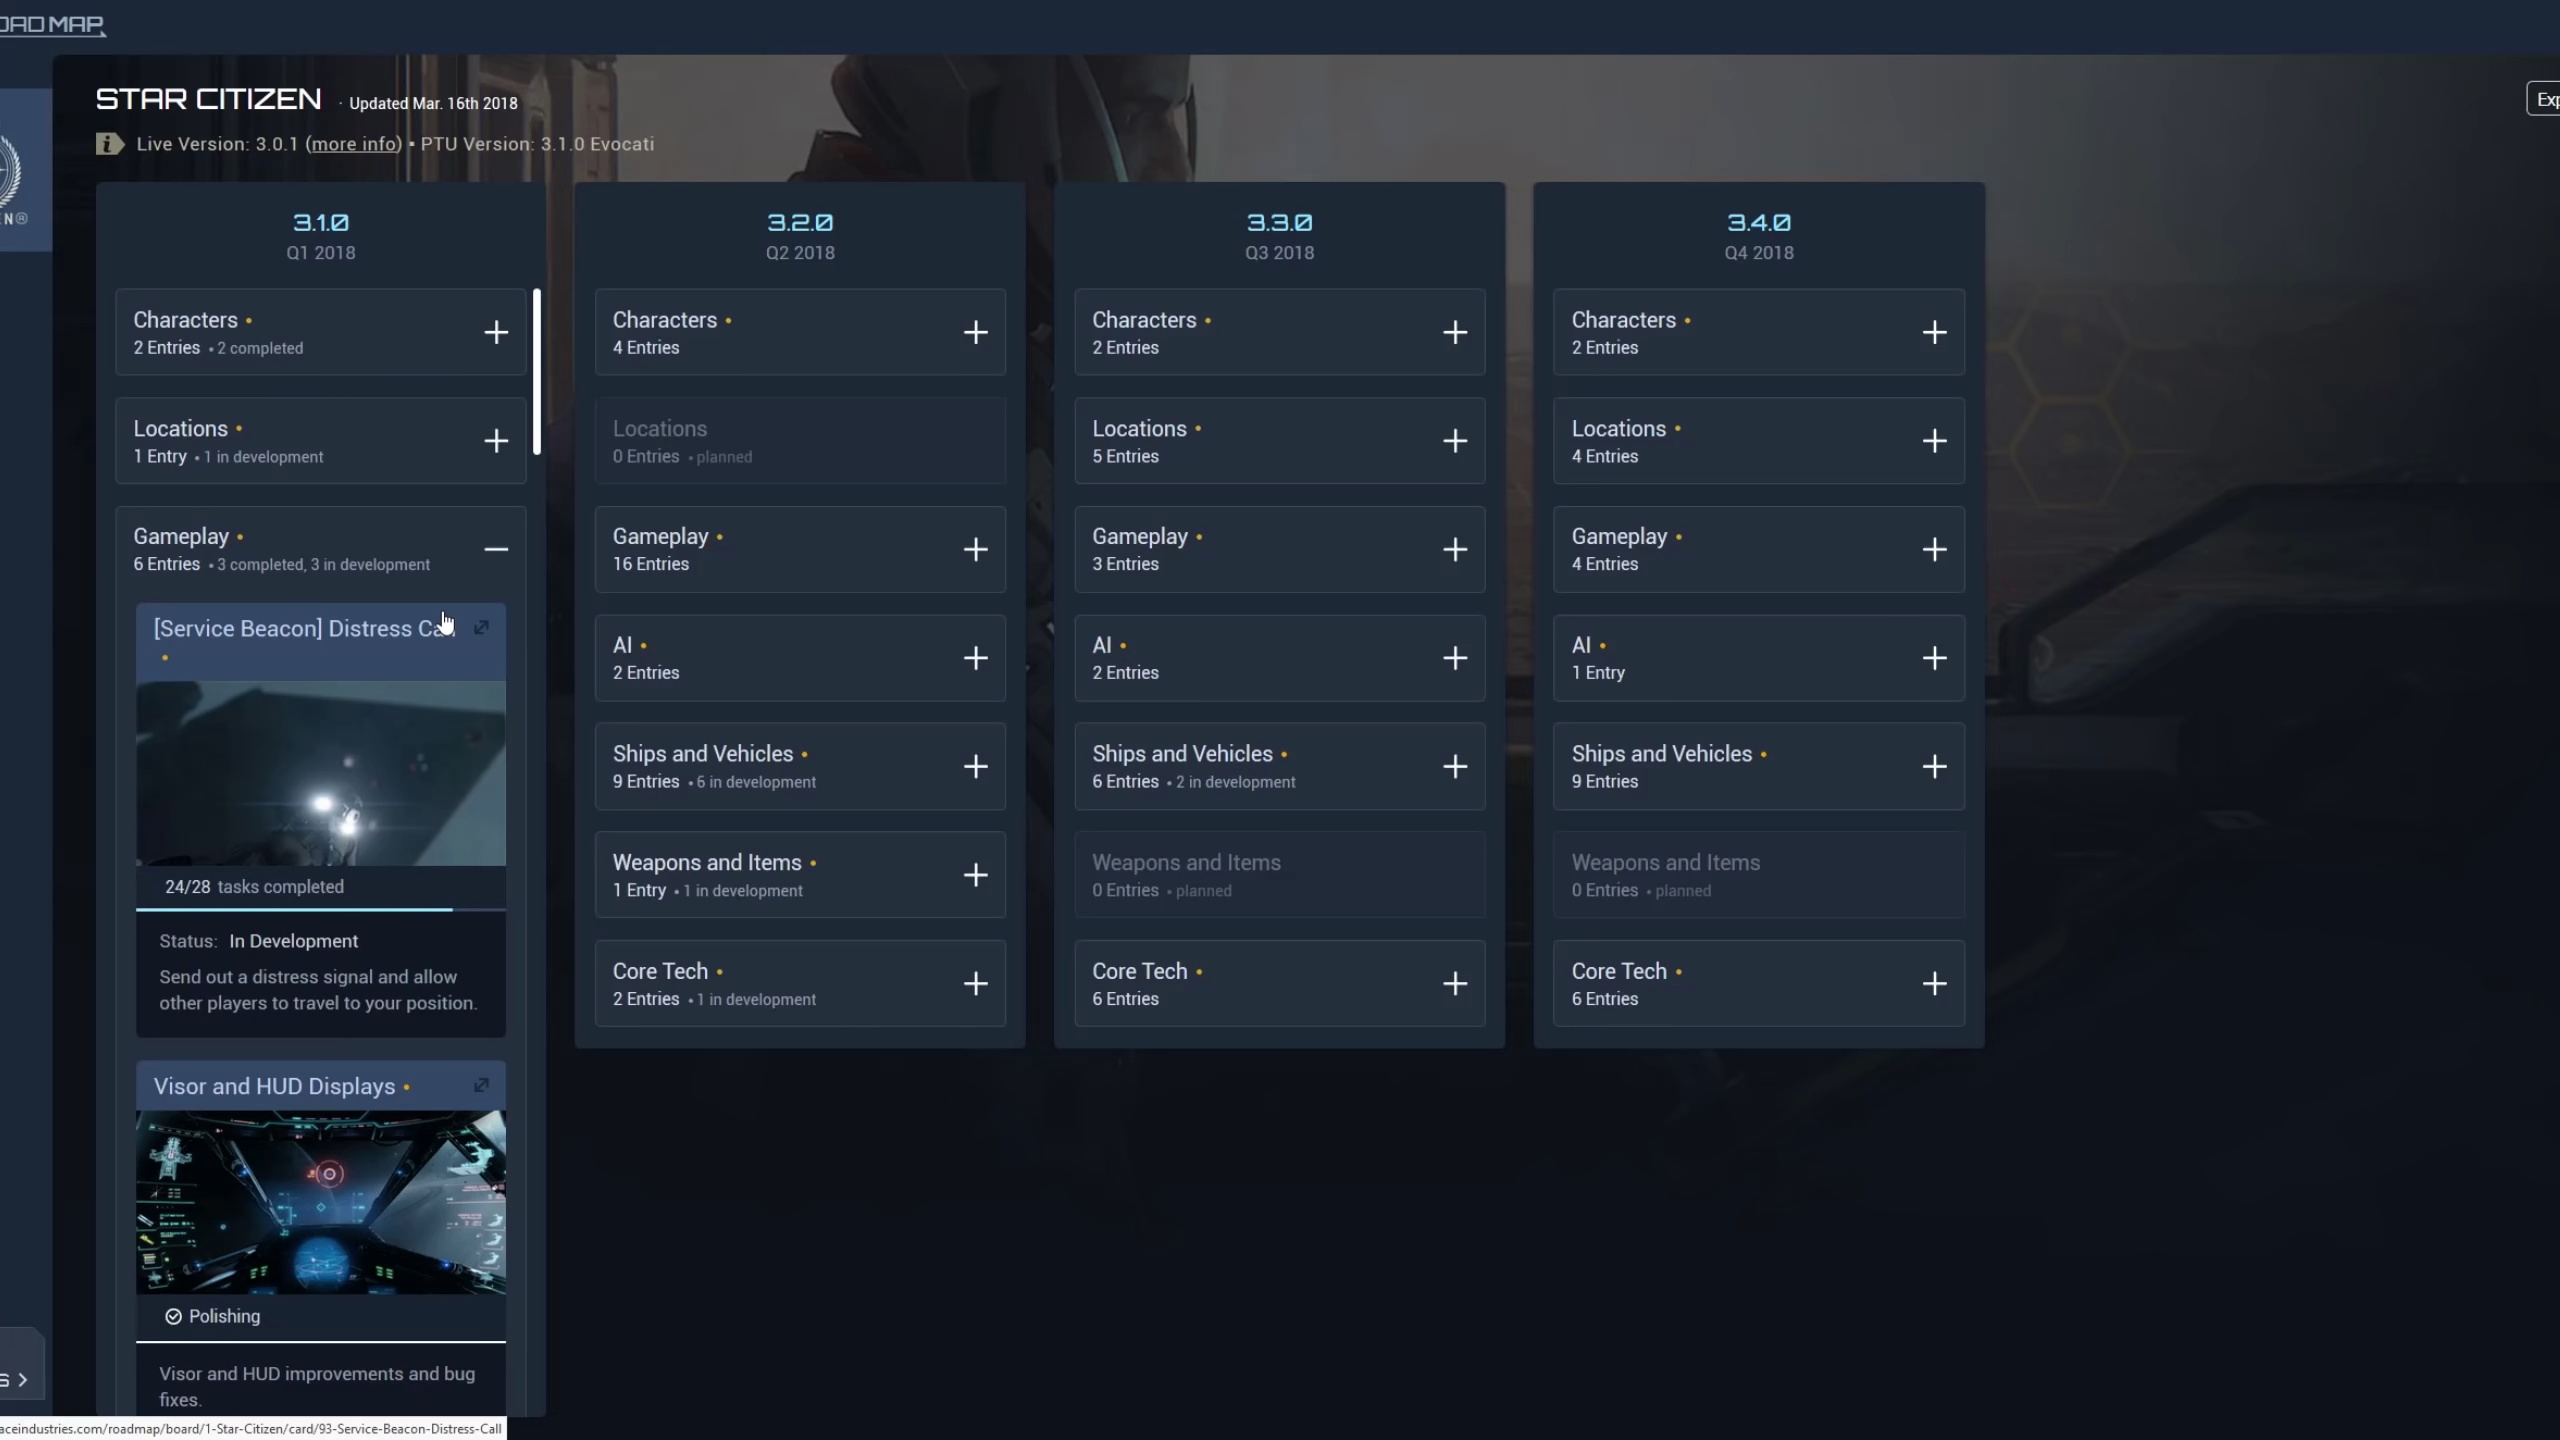 ROADMAP
STAR CITIZEN · Updated Mar. 16th 2018
Exp
i Live Version: 3.0.1 (more info) • PTU Version: 3.1.0 Evocati
N®
3.1.0
Q1 2018
Characters •
2 Entries • 2 completed
Locations •
1 Entry • 1 in development
Gameplay •
6 Entries • 3 completed, 3 in development
[Service Beacon] Distress Ca
•
24/28 tasks completed
Status: In Development
Send out a distress signal and allow
other players to travel to your position.
Visor and HUD Displays •
Polishing
Visor and HUD improvements and bug
fixes.
3.2.0
Q2 2018
Characters •
4 Entries
Locations
0 Entries • planned
Gameplay •
16 Entries
AI •
2 Entries
Ships and Vehicles •
9 Entries • 6 in development
Weapons and Items •
1 Entry • 1 in development
Core Tech •
2 Entries • 1 in development
3.3.0
Q3 2018
Characters •
2 Entries
Locations •
5 Entries
Gameplay •
3 Entries
AI •
2 Entries
Ships and Vehicles •
6 Entries • 2 in development
Weapons and Items
0 Entries • planned
Core Tech •
6 Entries
3.4.0
Q4 2018
Characters •
2 Entries
Locations •
4 Entries
Gameplay •
4 Entries
AI •
1 Entry
Ships and Vehicles •
9 Entries
Weapons and Items
0 Entries • planned
Core Tech •
6 Entries
S >
aceindustries.com/roadmap/board/1-Star-Citizen/card/93-Service-Beacon-Distress-Call